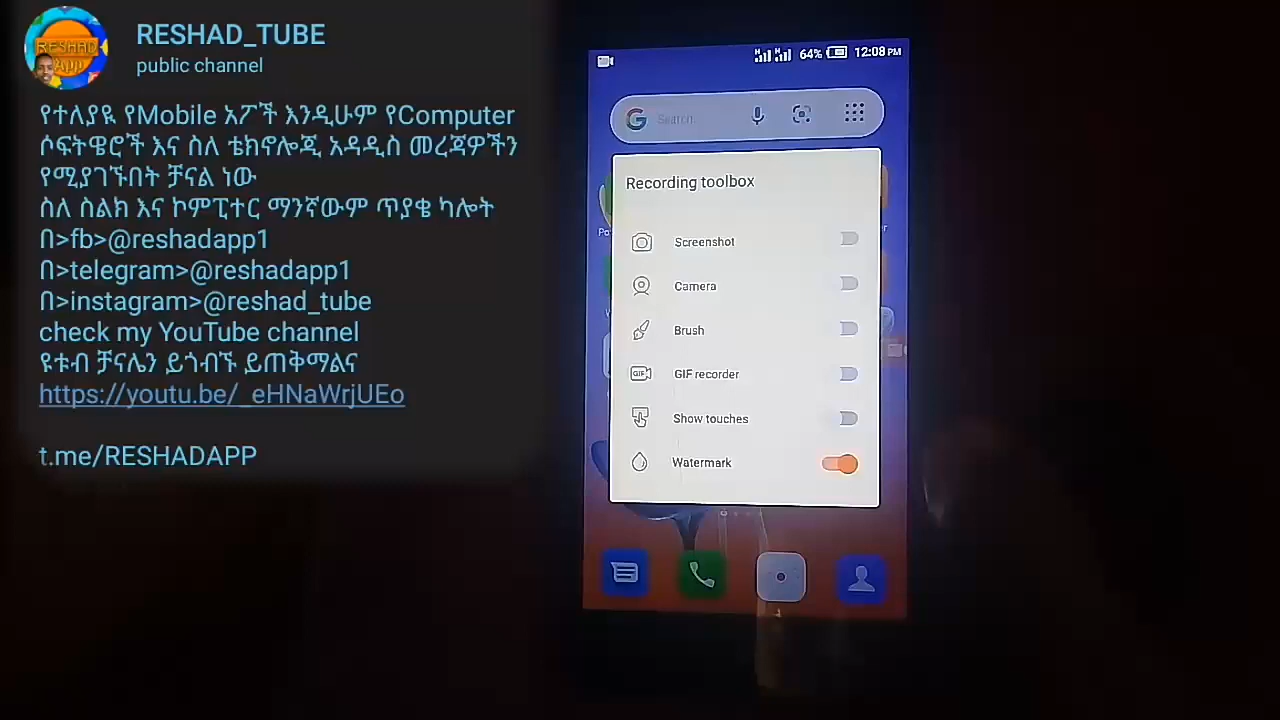 RESHAD_TUBE
public channel
RESHAD
App
የተለያዪ የMobile አፖች እንዲሁም የComputer
ሶፍትዌሮች እና ስለ ቴክኖሎጂ አዳዲስ መረጃዎችን
የሚያገኙበት ቻናል ነው
ስለ ስልክ እና ኮምፒተር ማንኛውም ጥያቄ ካሎት
በ>fb>@reshadapp1
በ>telegram>@reshadapp1
በ>instagram>@reshad_tube
check my YouTube channel
ዩቱብ ቻናሌን ይጎብኙ ይጠቅማልና
https://youtu.be/_eHNaWrjUEo
t.me/RESHADAPP
64% 12:08 PM
Search
Recording toolbox
Screenshot
Camera
Brush
GIF recorder
Show touches
Watermark